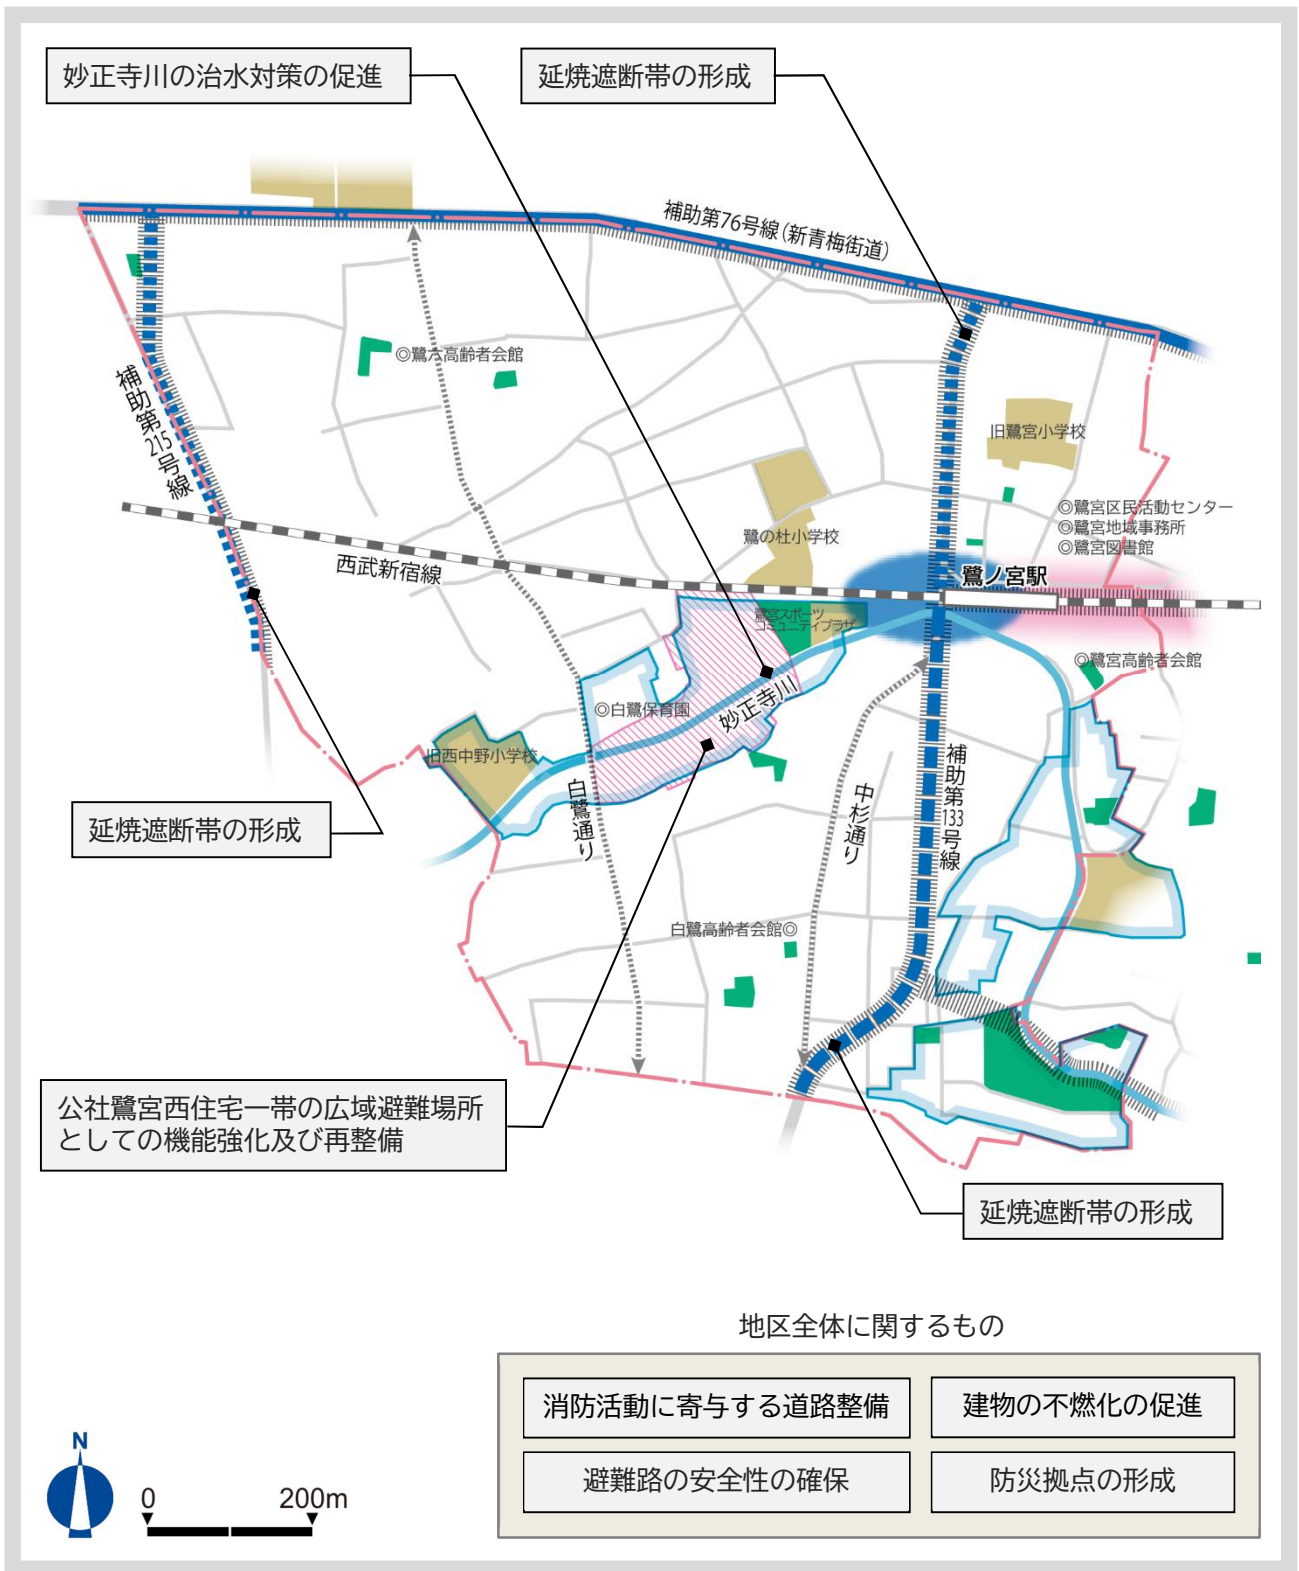 妙正寺川の治水対策の促進
延焼遮断帯の形成
補助第76号線(新青梅街道)
◎鷺六高齢者会館
補助第215号線
旧鷺宮小学校
◎鷺宮区民活動センター
◎鷺宮地域事務所
◎鷺宮図書館
鷺の杜小学校
西武新宿線
鷺ノ宮駅
鷺宮スポーツ
コミュニティプラザ
◎鷺宮高齢者会館
◎白鷺保育園
妙正寺川
旧西中野小学校
白鷺通り
中杉通り
補助第133号線
延焼遮断帯の形成
白鷺高齢者会館◎
公社鷺宮西住宅一帯の広域避難場所
としての機能強化及び再整備
延焼遮断帯の形成
地区全体に関するもの
消防活動に寄与する道路整備
建物の不燃化の促進
避難路の安全性の確保
防災拠点の形成
N
0
200m